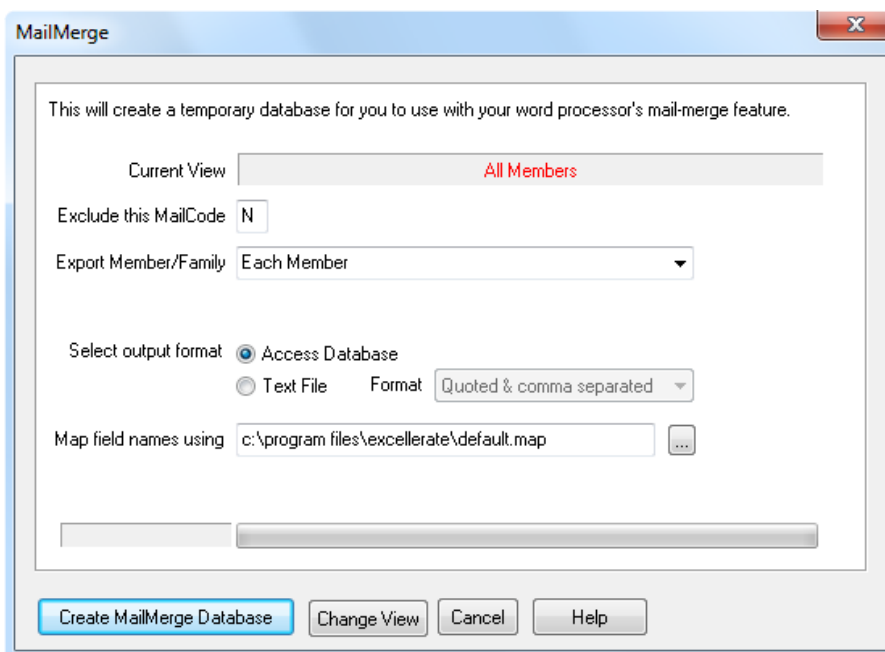 MailMerge
X
This will create a temporary database for you to use with your word processor's mail-merge feature.
Current View All Members
Exclude this MailCode N
Export Member/Family Each Member
Select output format Access Database
Text File Format Quoted & comma separated
Map field names using c:\program files\excellerate\default.map ...
Create MailMerge Database Change View Cancel Help